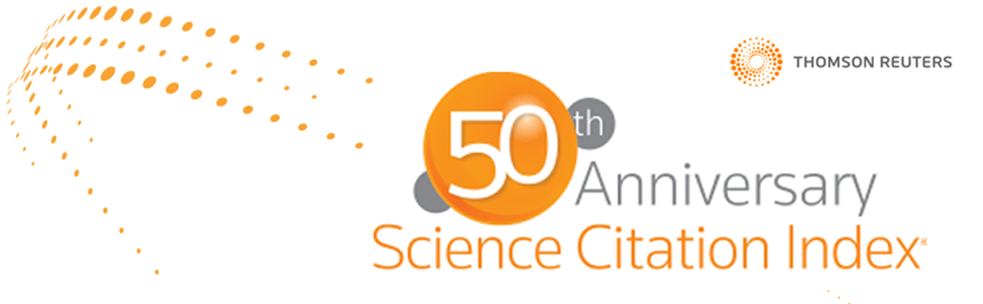 THOMSON REUTERS
50th
Anniversary
Science Citation Index®